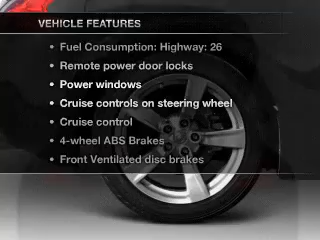 VEHICLE FEATURES
• Fuel Consumption: Highway: 26
• Remote power door locks
• Power windows
• Cruise controls on steering wheel
• Cruise control
• 4-wheel ABS Brakes
• Front Ventilated disc brakes